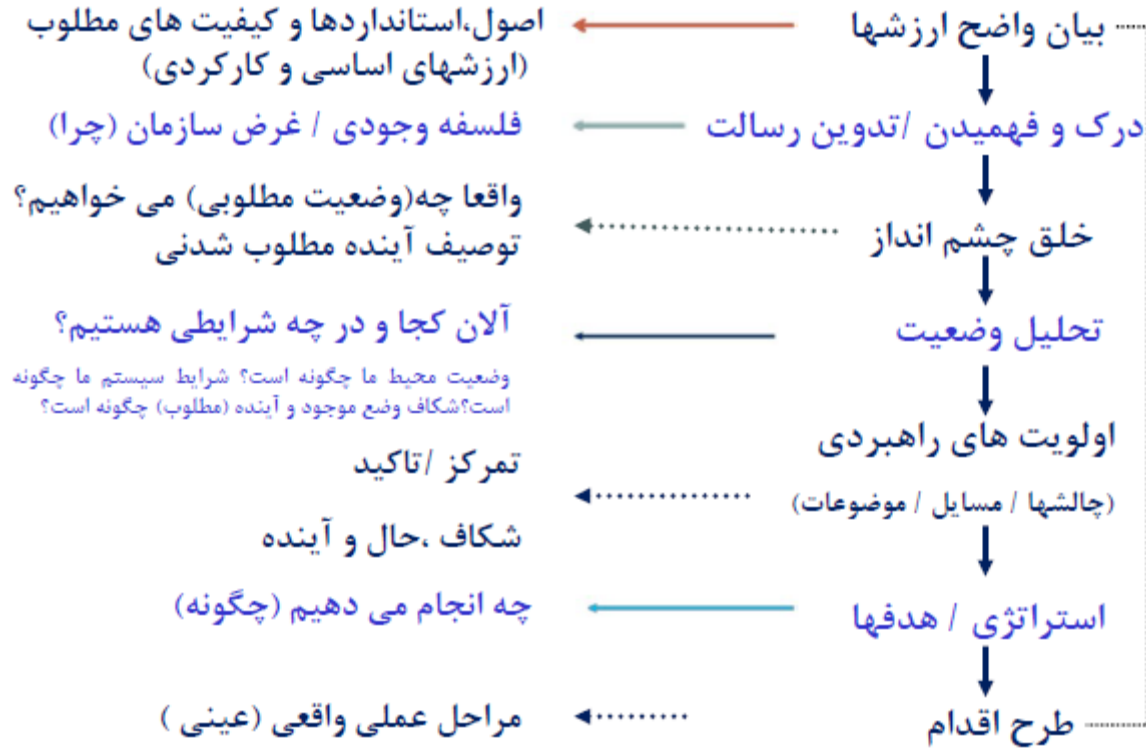 بیان واضح ارزشها
اصول،استانداردها و کیفیت های مطلوب
(ارزشهای اساسی و کارکردی)
درک و فهمیدن /تدوین رسالت
فلسفه وجودی / غرض سازمان (چرا)
خلق چشم انداز
واقعا چه(وضعیت مطلوبی) می خواهیم؟
توصیف آینده مطلوب شدنی
تحلیل وضعیت
آلان کجا و در چه شرایطی هستیم؟
وضعیت محیط ما چگونه است؟ شرایط سیستم ما چگونه
است؟شکاف وضع موجود و آینده (مطلوب) چگونه است؟
اولویت های راهبردی
(چالشها / مسایل / موضوعات)
تمرکز /تاکید
شکاف ،حال و آینده
استراتژی / هدفها
چه انجام می دهیم (چگونه)
طرح اقدام
مراحل عملی واقعی (عینی )